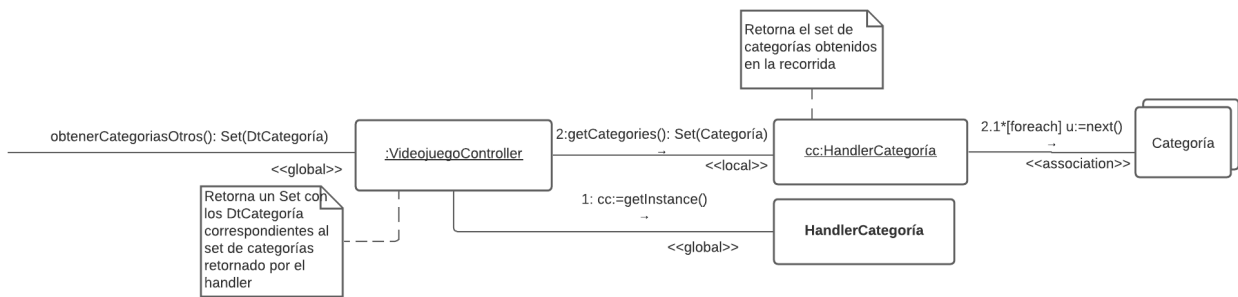 Retorna el set de
categorías obtenidos
en la recorrida
obtenerCategoriasOtros(): Set(DtCategoría)
<<global>>
:VideojuegoController
2:getCategories(): Set(Categoría)
→
<<local>>
cc:HandlerCategoría
2.1*[foreach] u:=next()
→
<<association>>
Categoría
Retorna un Set con
los DtCategoría
correspondientes al
set de categorías
retornado por el
handler
1: cc:=getInstance()
→
<<global>>
HandlerCategoría